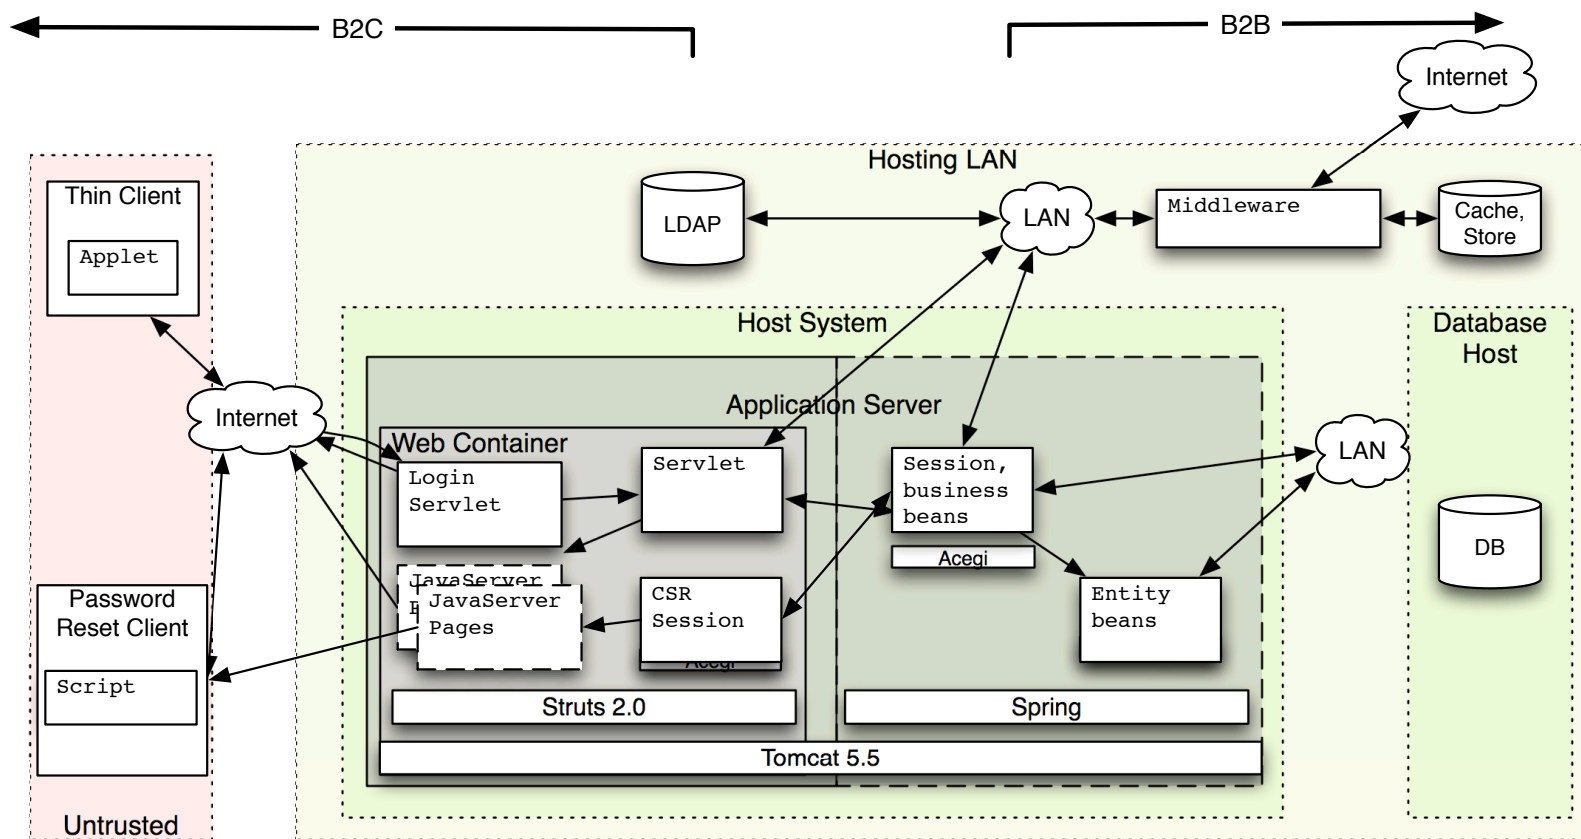 B2C
B2B
Internet
Hosting LAN
Thin Client
Applet
LDAP
LAN
Middleware
Cache,
Store
Host System
Database
Host
Internet
Application Server
Web Container
Login
Servlet
Servlet
Session,
business
beans
LAN
Acegi
DB
JavaServer
JavaServer
Pages
CSR
Session
Acegi
Entity
beans
Password
Reset Client
Script
Struts 2.0
Spring
Tomcat 5.5
Untrusted